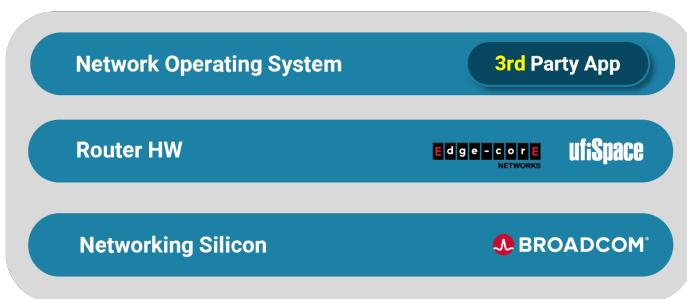 Network Operating System
3rd Party App
Router HW
Edge-corE
NETWORKS
ufiSpace
Networking Silicon
BROADCOM®